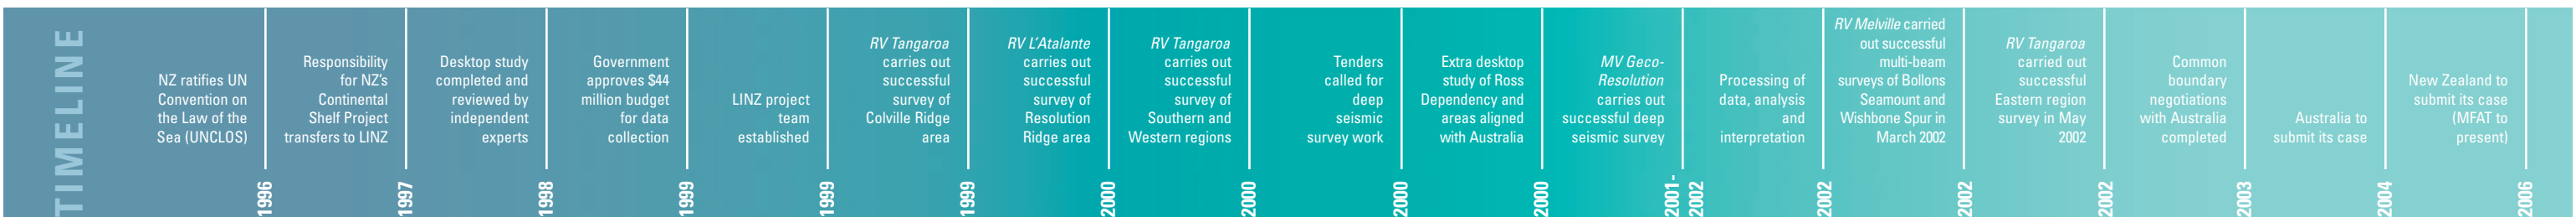 TIMELINE
NZ ratifies UN
Convention on
the Law of the
Sea (UNCLOS)
1996
Responsibility
for NZ's
Continental
Shelf Project
transfers to LINZ
1997
Desktop study
completed and
reviewed by
independent
experts
1998
Government
approves $44
million budget
for data
collection
1999
LINZ project
team
established
1999
RV Tangaroa
carries out
successful
survey of
Colville Ridge
area
1999
RV L'Atalante
carries out
successful
survey of
Resolution
Ridge area
2000
RV Tangaroa
carries out
successful
survey of
Southern and
Western regions
2000
Tenders
called for
deep
seismic
survey work
2000
Extra desktop
study of Ross
Dependency and
areas aligned
with Australia
2000
MV Geco-
Resolution
carries out
successful deep
seismic survey
2001-
2002
Processing of
data, analysis
and
interpretation
2002
RV Melville carried
out successful
multi-beam
surveys of Bollons
Seamount and
Wishbone Spur in
March 2002
2002
RV Tangaroa
carried out
successful
Eastern region
survey in May
2002
2002
Common
boundary
negotiations
with Australia
completed
2003
Australia to
submit its case
2004
New Zealand to
submit its case
(MFAT to
present)
2006